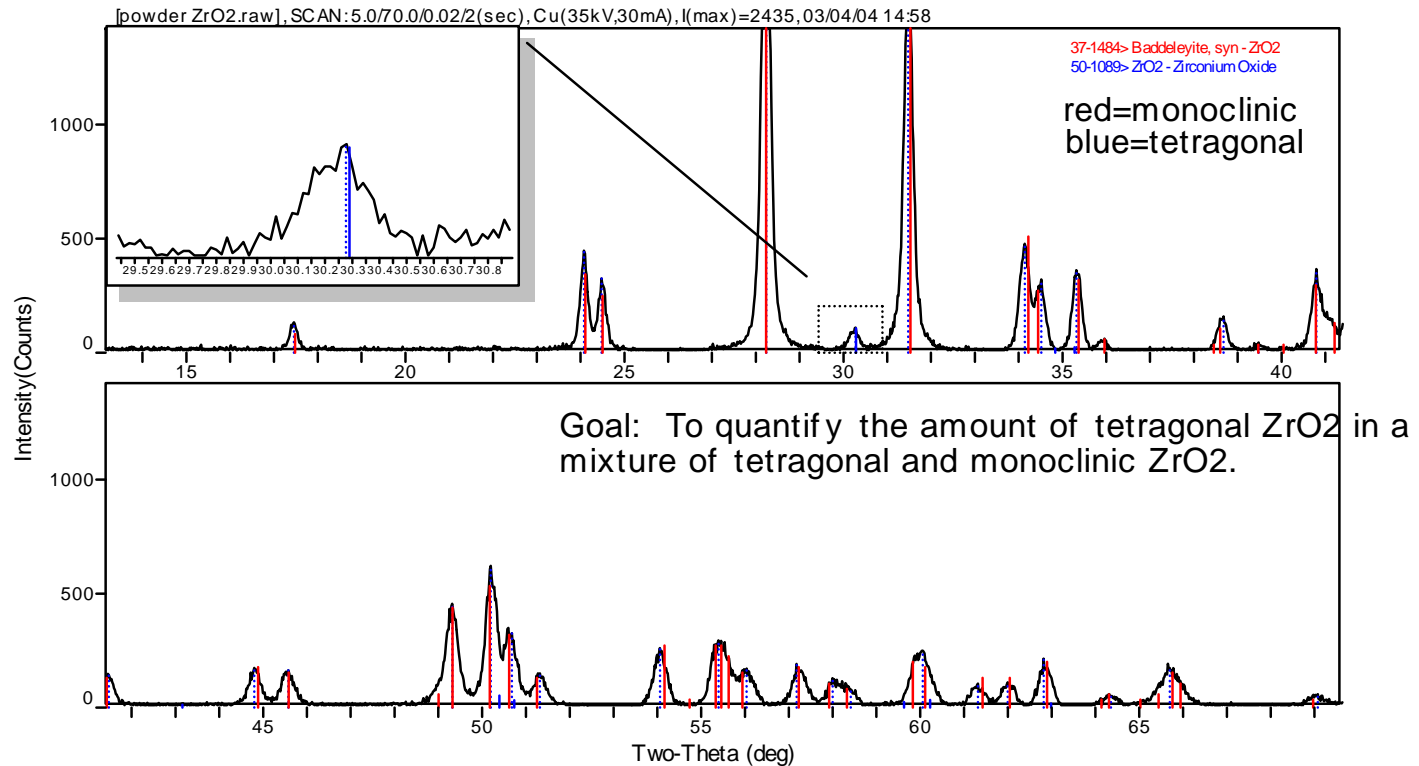 [powder ZrO2.raw], SCAN: 5.0/70.0/0.02/2(sec), Cu(35kV,30mA), I(max)=2435, 03/04/04 14:58
37-1484> Baddeleyite, syn - ZrO2
50-1089> ZrO2 - Zirconium Oxide
red=monoclinic
blue=tetragonal
1000
500
0
29.5 29.6 29.7 29.8 29.9 30.0 30.1 30.2 30.3 30.4 30.5 30.6 30.7 30.8
15 20 25 30 35 40
Intensity(Counts)
Goal: To quantify the amount of tetragonal ZrO2 in a
mixture of tetragonal and monoclinic ZrO2.
1000
500
0
45 50 55 60 65
Two-Theta (deg)